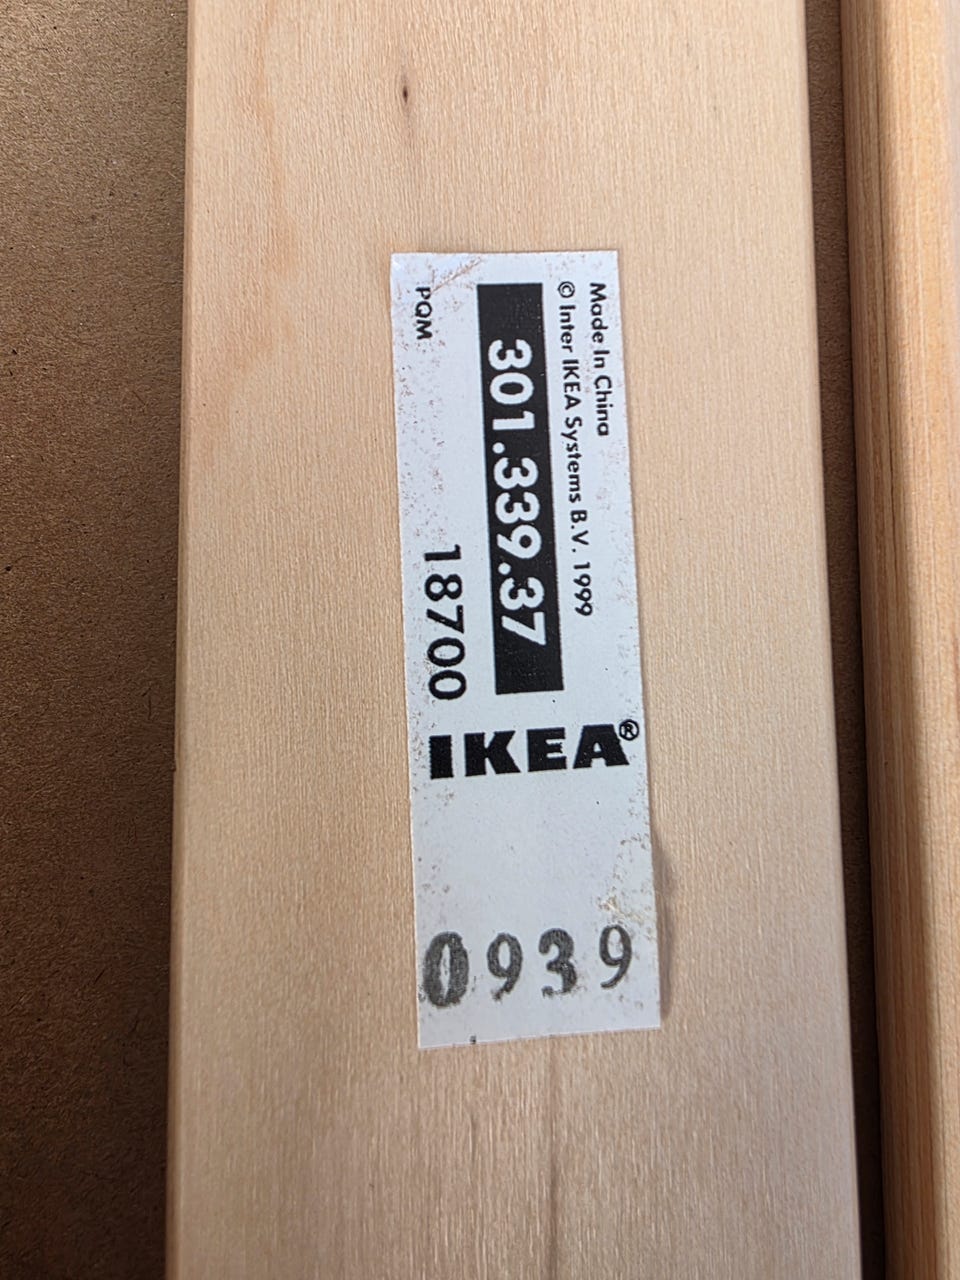 Made In China
© Inter IKEA Systems B.V. 1999
301.339.37
PQM
18700
IKEA®
0939